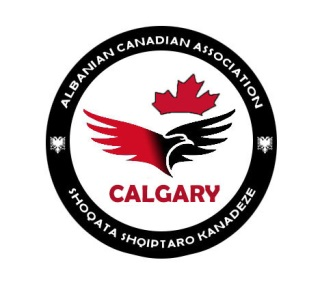 ALBANIAN CANADIAN ASSOCIATION
CALGARY
SHOQATA SHQIPTARO KANADEZE